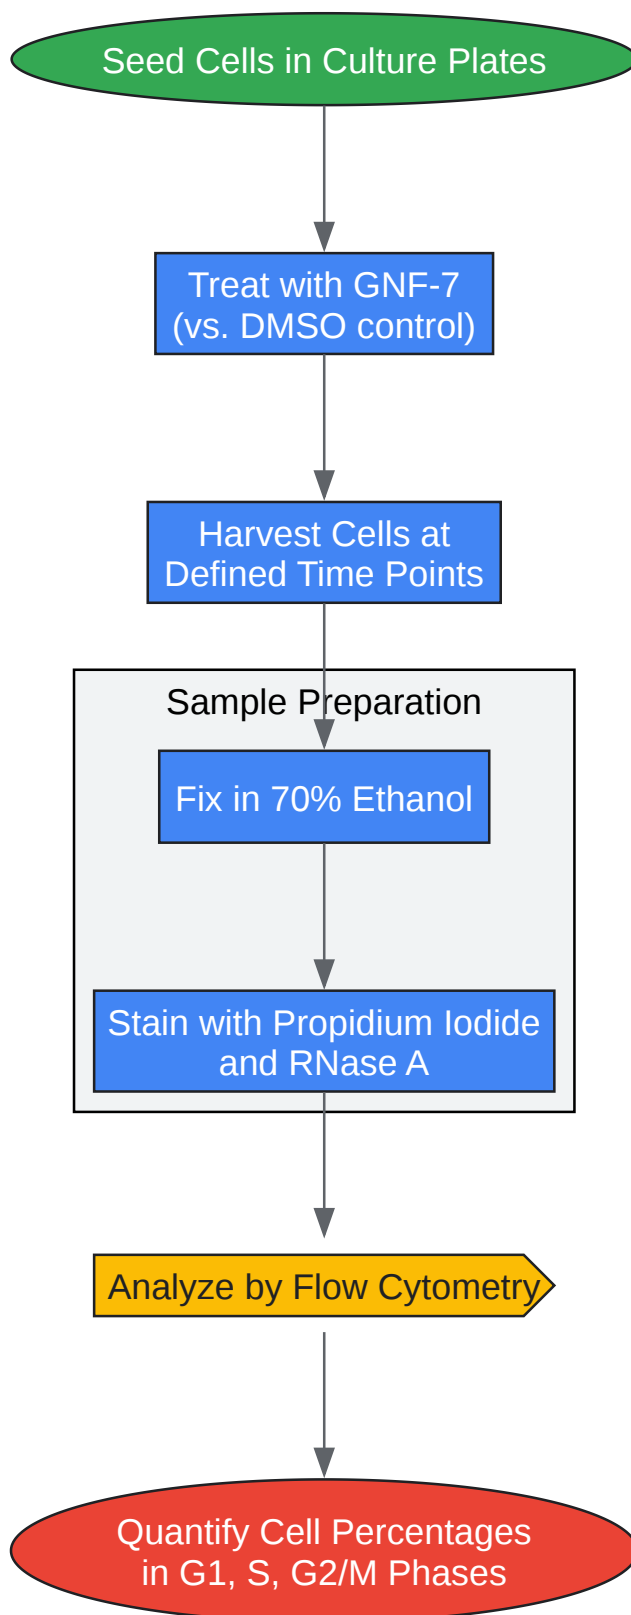 Seed Cells in Culture Plates
Treat with GNF-7
(vs. DMSO control)
Harvest Cells at
Defined Time Points
Sample Preparation
Fix in 70% Ethanol
Stain with Propidium Iodide
and RNase A
Analyze by Flow Cytometry
Quantify Cell Percentages
in G1, S, G2/M Phases